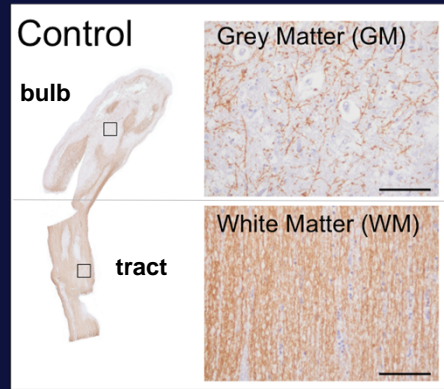 Control
bulb
Grey Matter (GM)
tract
White Matter (WM)